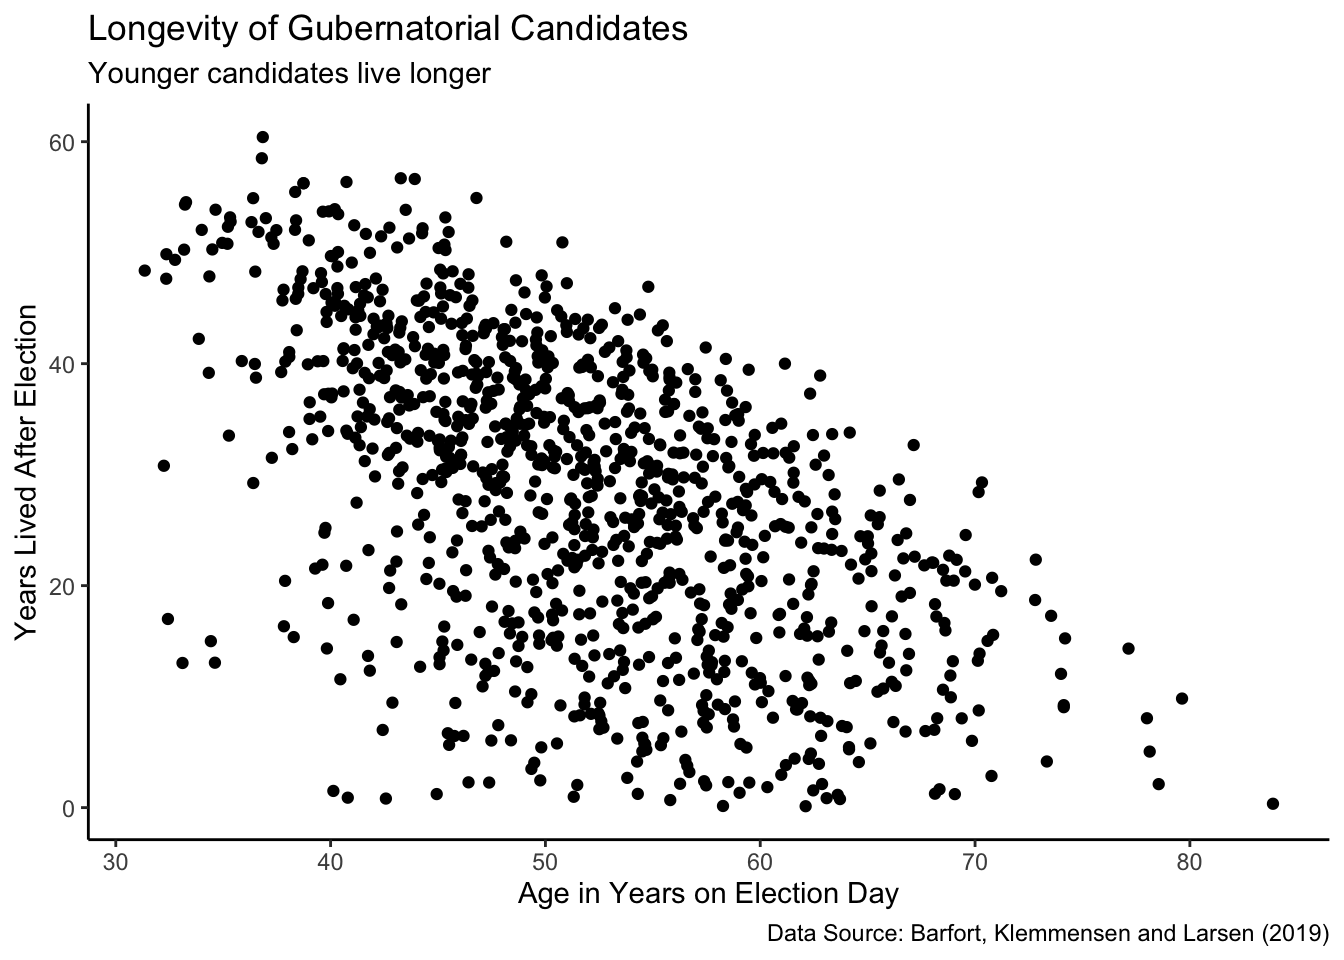 Longevity of Gubernatorial Candidates
Younger candidates live longer
Years Lived After Election
60
40
20
0
30 40 50 60 70 80
Age in Years on Election Day
Data Source: Barfort, Klemmensen and Larsen (2019)